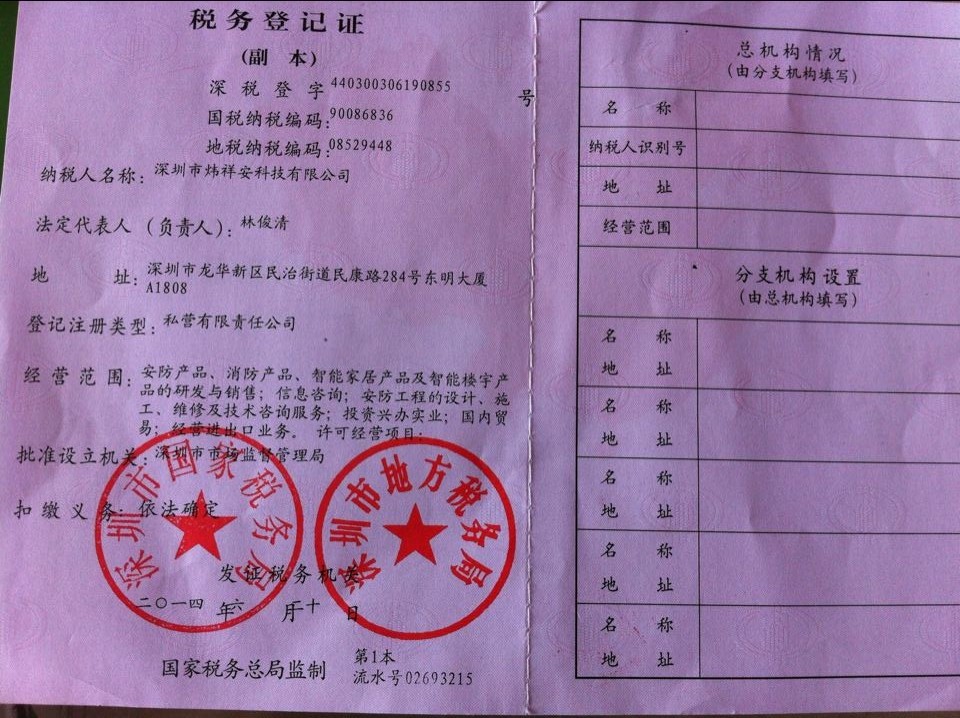 税务登记证
(副 本)
深 税 登 字 440300306190855 号
国税纳税编码:90086836
地税纳税编码:08529448
纳税人名称:深圳市炜祥安科技有限公司
法定代表人(负责人):林俊清
地 址:深圳市龙华新区民治街道民康路284号东明大厦
A1808
登记注册类型:私营有限责任公司
经 营 范 围:安防产品、消防产品、智能家居产品及智能楼宇产
品的研发与销售;信息咨询;安防工程的设计、施
工、维修及技术咨询服务;投资兴办实业;国内贸
易;经营进出口业务。 许可经营项目:
批准设立机关:深圳市市场监督管理局
扣 缴 义 务:依法确定
深圳市国家税务局
深圳市地方税务局
发证税务机关
二〇一四 年 六 月 二十 日
国家税务总局监制
第1本
流水号02693215
总机构情况
(由分支机构填写)
名 称
纳税人识别号
地 址
经营范围
分支机构设置
(由总机构填写)
名 称
地 址
名 称
地 址
名 称
地 址
名 称
地 址
名 称
地 址